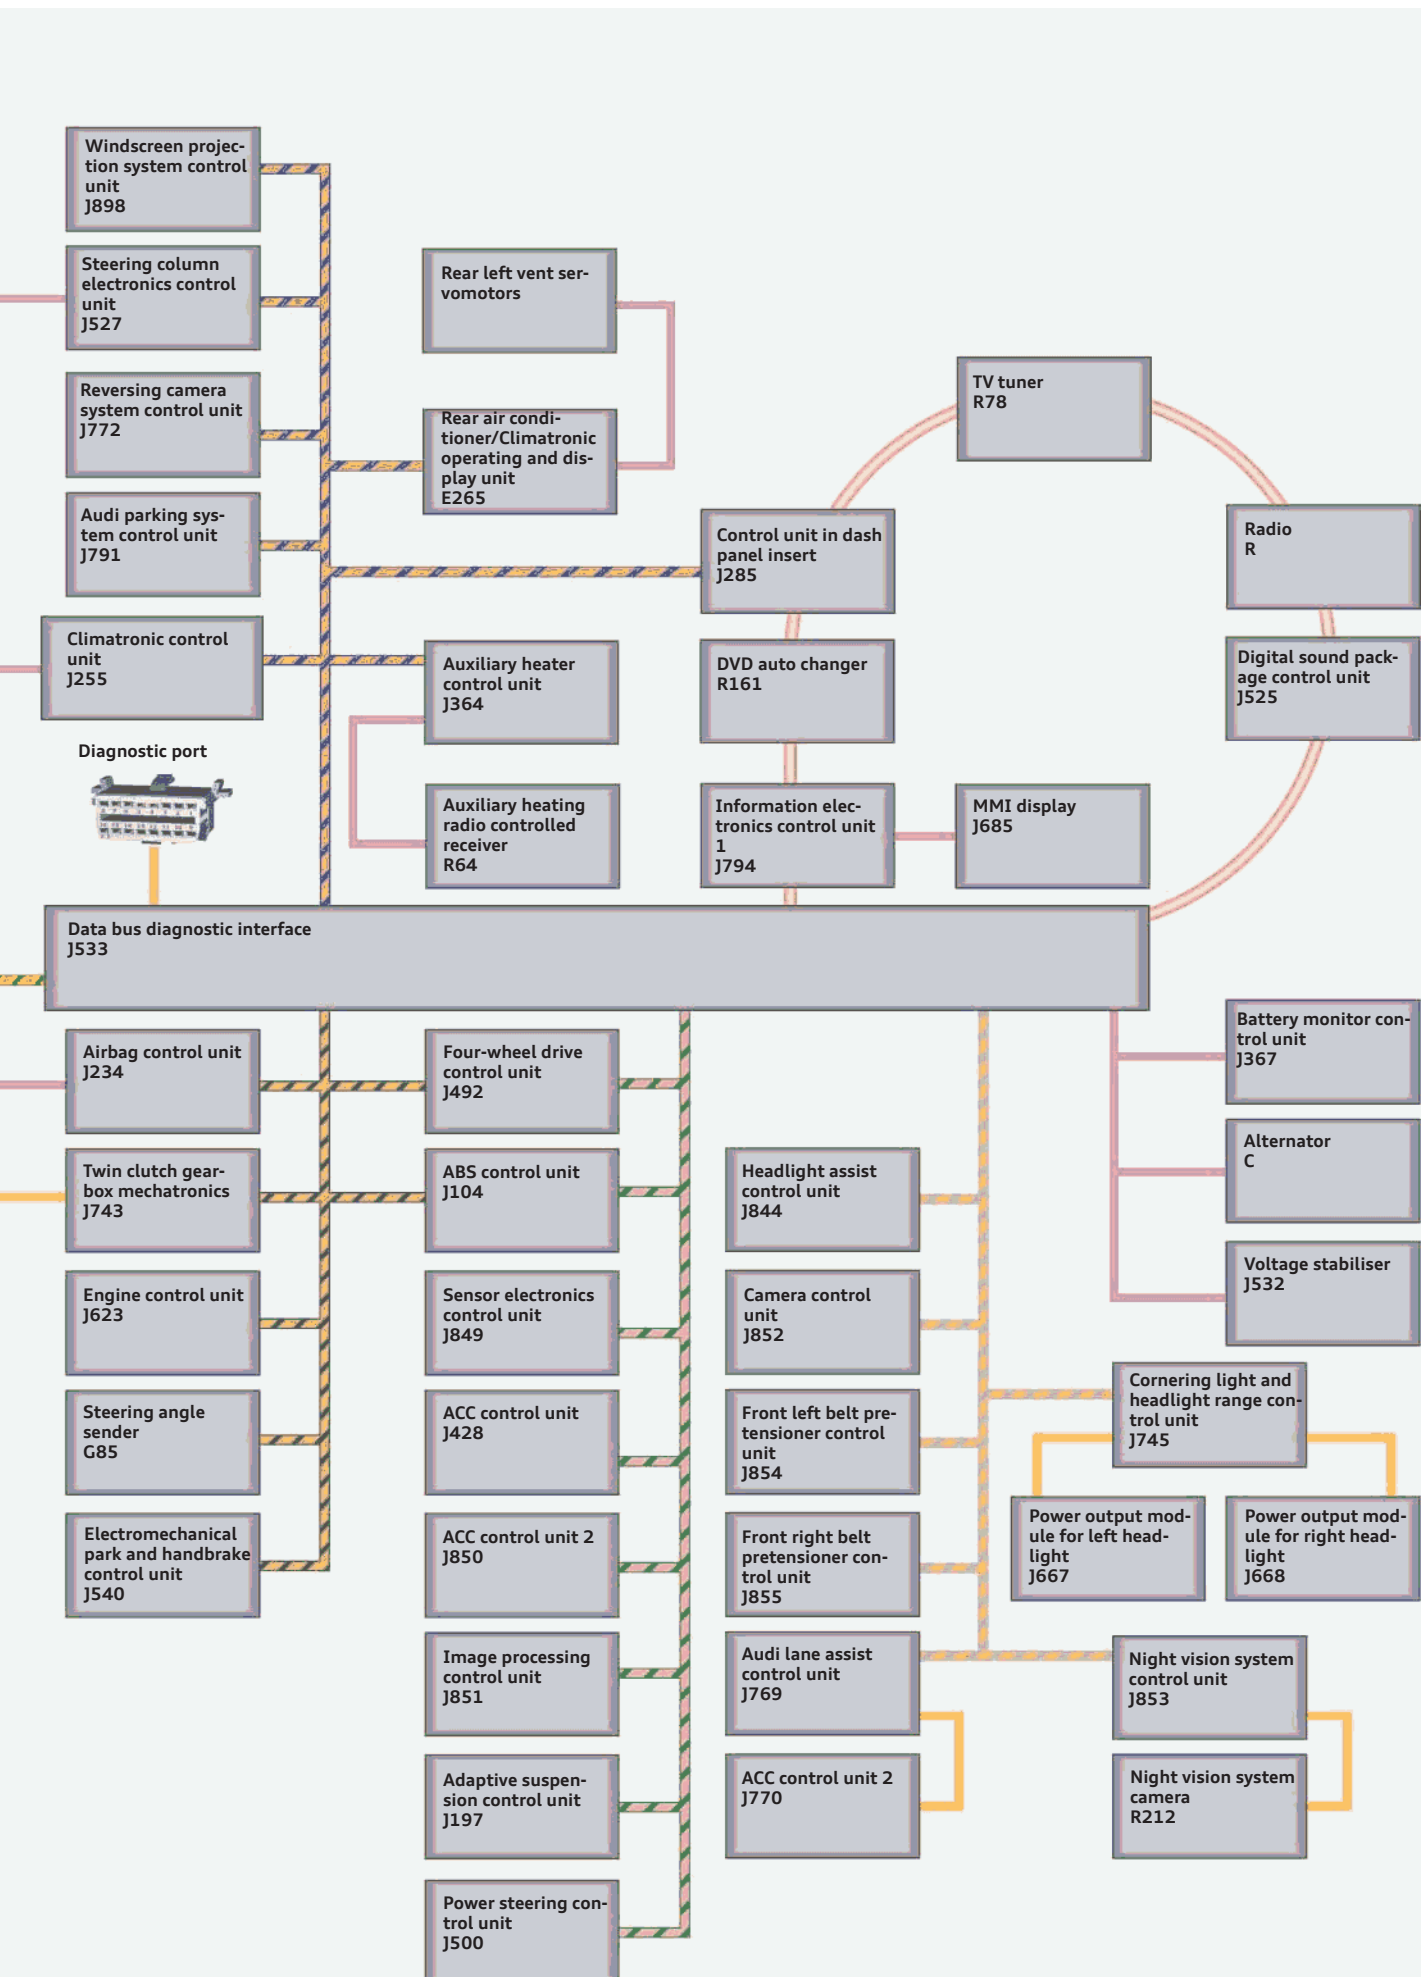 Windscreen projec-
tion system control
unit
J898
Steering column
electronics control
unit
J527
Reversing camera
system control unit
J772
Audi parking sys-
tem control unit
J791
Climatronic control
unit
J255
Diagnostic port
Rear left vent ser-
vomotors
Rear air condi-
tioner/Climatronic
operating and dis-
play unit
E265
Auxiliary heater
control unit
J364
Auxiliary heating
radio controlled
receiver
R64
TV tuner
R78
Control unit in dash
panel insert
J285
DVD auto changer
R161
Information elec-
tronics control unit
1
J794
MMI display
J685
Radio
R
Digital sound pack-
age control unit
J525
Data bus diagnostic interface
J533
Airbag control unit
J234
Twin clutch gear-
box mechatronics
J743
Engine control unit
J623
Steering angle
sender
G85
Electromechanical
park and handbrake
control unit
J540
Four-wheel drive
control unit
J492
ABS control unit
J104
Sensor electronics
control unit
J849
ACC control unit
J428
ACC control unit 2
J850
Image processing
control unit
J851
Adaptive suspen-
sion control unit
J197
Power steering con-
trol unit
J500
Headlight assist
control unit
J844
Camera control
unit
J852
Front left belt pre-
tensioner control
unit
J854
Front right belt
pretensioner con-
trol unit
J855
Audi lane assist
control unit
J769
ACC control unit 2
J770
Battery monitor con-
trol unit
J367
Alternator
C
Voltage stabiliser
J532
Cornering light and
headlight range con-
trol unit
J745
Power output mod-
ule for left head-
light
J667
Power output mod-
ule for right head-
light
J668
Night vision system
control unit
J853
Night vision system
camera
R212